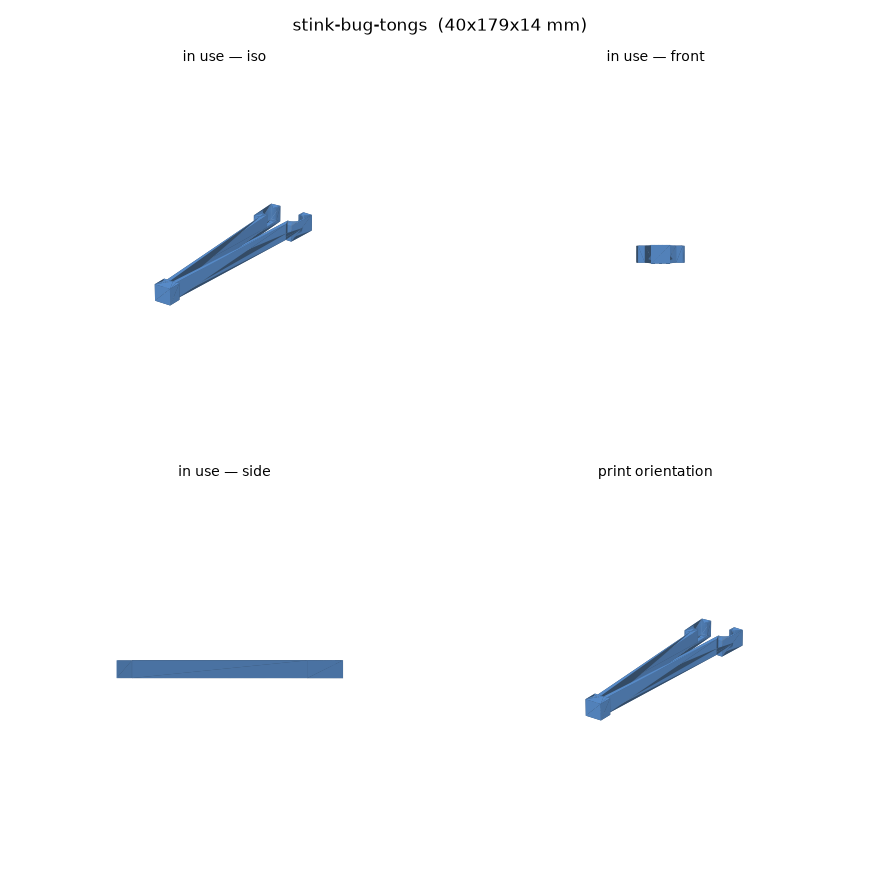 stink-bug-tongs  (40x179x14 mm)
in use — iso
in use — front
in use — side
print orientation